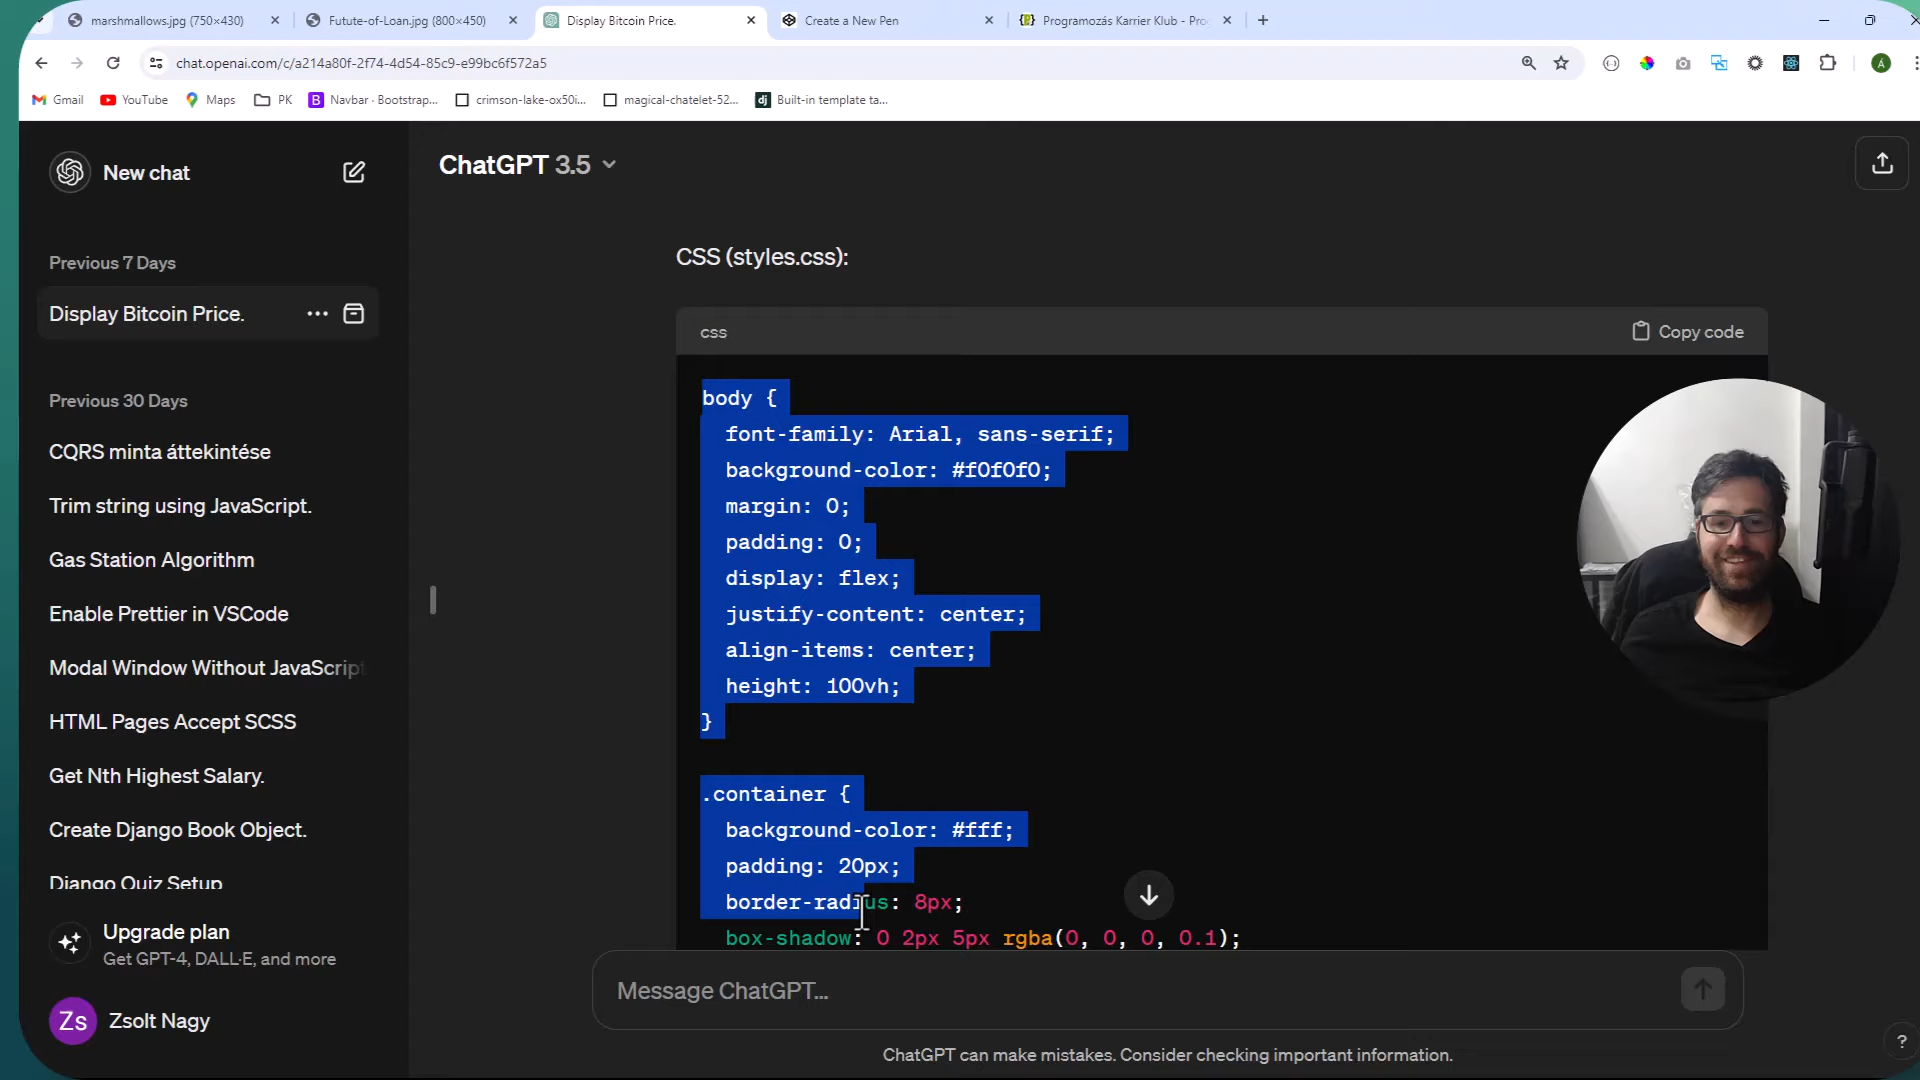 marshmallows.jpg (750×430)
Futute-of-Loan.jpg (800×450)
Display Bitcoin Price.
Create a New Pen
Programozás Karrier Klub - Pro
chat.openai.com/c/a214a80f-2f74-4d54-85c9-e99bc6f572a5
Á
Gmail
YouTube
Maps
PK
Navbar · Bootstrap...
crimson-lake-ox50i...
magical-chatelet-52...
Built-in template ta...
New chat
ChatGPT 3.5
Previous 7 Days
Display Bitcoin Price.
Previous 30 Days
CQRS minta áttekintése
Trim string using JavaScript.
Gas Station Algorithm
Enable Prettier in VSCode
Modal Window Without JavaScript
HTML Pages Accept SCSS
Get Nth Highest Salary.
Create Django Book Object.
Django Quiz Setup
Upgrade plan
Get GPT-4, DALL·E, and more
Zs
Zsolt Nagy
CSS (styles.css):
css
Copy code
body {
font-family: Arial, sans-serif;
background-color: #f0f0f0;
margin: 0;
padding: 0;
display: flex;
justify-content: center;
align-items: center;
height: 100vh;
}
.container {
background-color: #fff;
padding: 20px;
border-radius: 8px;
box-shadow: 0 2px 5px rgba(0, 0, 0, 0.1);
Message ChatGPT...
ChatGPT can make mistakes. Consider checking important information.
?